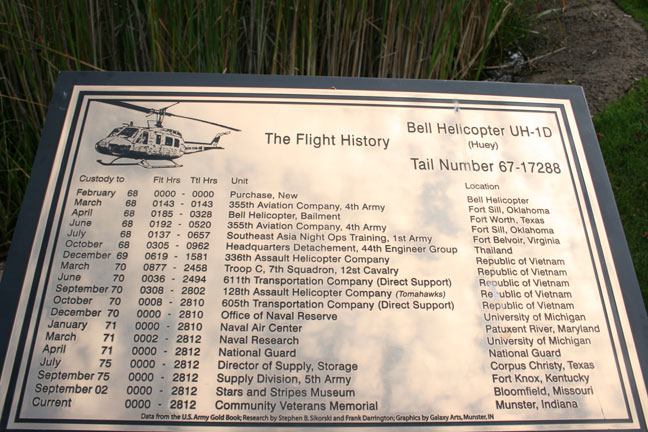 The Flight History
Bell Helicopter UH-1D
(Huey)
Tail Number 67-17288
Custody to Flt Hrs Ttl Hrs Unit Location
February 68 0000 - 0000 Purchase, New Bell Helicopter
March 68 0143 - 0143 355th Aviation Company, 4th Army Fort Sill, Oklahoma
April 68 0185 - 0328 Bell Helicopter, Bailment Fort Worth, Texas
June 68 0192 - 0520 355th Aviation Company, 4th Army Fort Sill, Oklahoma
July 68 0137 - 0657 Southeast Asia Night Ops Training, 1st Army Fort Belvoir, Virginia
October 68 0305 - 0962 Headquarters Detachement, 44th Engineer Group Thailand
December 69 0619 - 1581 336th Assault Helicopter Company Republic of Vietnam
March 70 0877 - 2458 Troop C, 7th Squadron, 12st Cavalry Republic of Vietnam
June 70 0036 - 2494 611th Transportation Company (Direct Support) Republic of Vietnam
September 70 0308 - 2802 128th Assault Helicopter Company (Tomahawks) Republic of Vietnam
October 70 0008 - 2810 605th Transportation Company (Direct Support) Republic of Vietnam
December 70 0000 - 2810 Office of Naval Reserve University of Michigan
January 71 0000 - 2810 Naval Air Center Patuxent River, Maryland
March 71 0002 - 2812 Naval Research University of Michigan
April 71 0000 - 2812 National Guard National Guard
July 75 0000 - 2812 Director of Supply, Storage Corpus Christy, Texas
September 75 0000 - 2812 Supply Division, 5th Army Fort Knox, Kentucky
September 02 0000 - 2812 Stars and Stripes Museum Bloomfield, Missouri
Current 0000 - 2812 Community Veterans Memorial Munster, Indiana
Data from the U.S. Army Gold Book; Research by Stephen B. Sikorski and Frank Darrington; Graphics by Galaxy Arts, Munster, IN